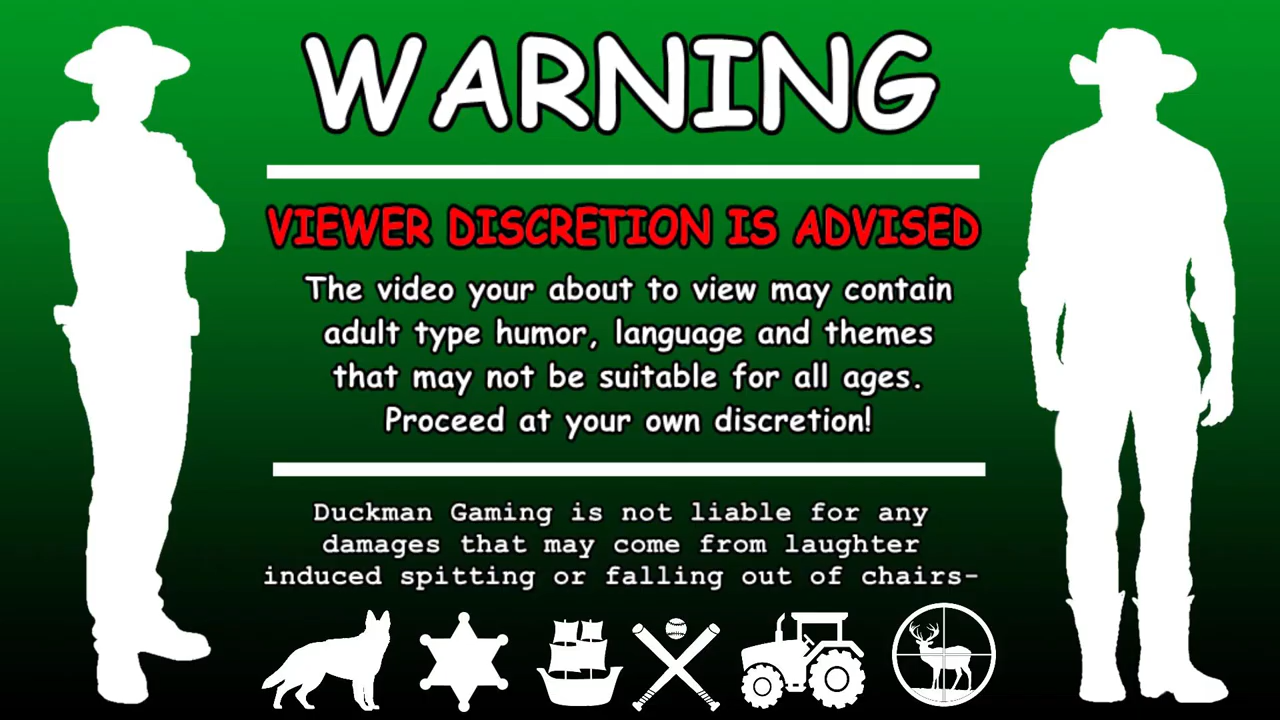 WARNING
VIEWER DISCRETION IS ADVISED
The video your about to view may contain
adult type humor, language and themes
that may not be suitable for all ages.
Proceed at your own discretion!
Duckman Gaming is not liable for any
damages that may come from laughter
induced spitting or falling out of chairs-